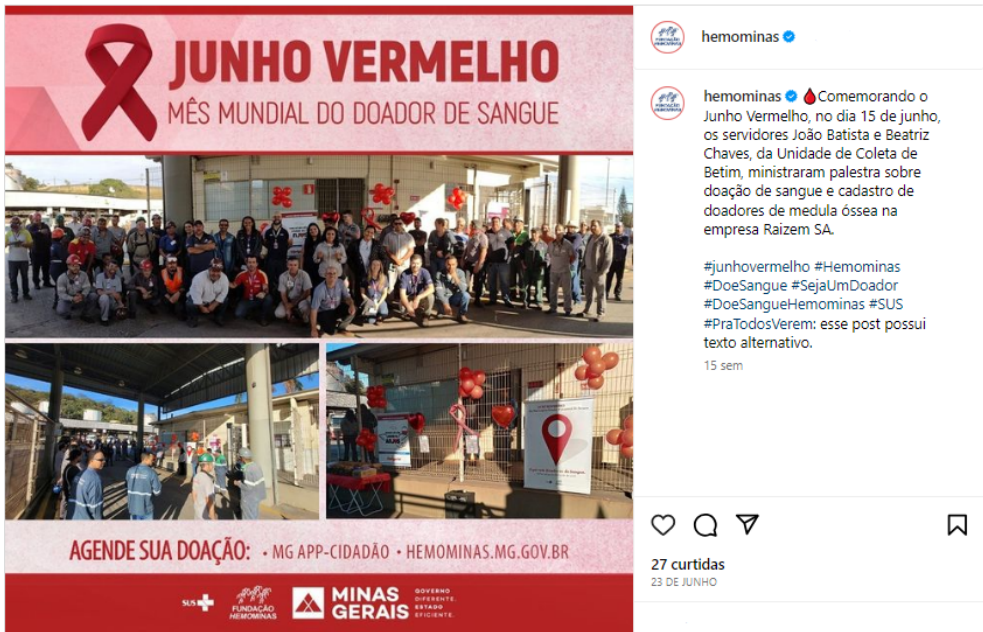 JUNHO VERMELHO
MÊS MUNDIAL DO DOADOR DE SANGUE
AGENDE SUA DOAÇÃO: • MG APP-CIDADÃO • HEMOMINAS.MG.GOV.BR
SUS
FUNDAÇÃO
HEMOMINAS
MINAS
GERAIS
GOVERNO
DIFERENTE.
ESTADO
EFICIENTE.
FUNDAÇÃO
HEMOMINAS
hemominas
FUNDAÇÃO
HEMOMINAS
hemominas 🩸Comemorando o
Junho Vermelho, no dia 15 de junho,
os servidores João Batista e Beatriz
Chaves, da Unidade de Coleta de
Betim, ministraram palestra sobre
doação de sangue e cadastro de
doadores de medula óssea na
empresa Raizem SA.
#junhovermelho #Hemominas
#DoeSangue #SejaUmDoador
#DoeSangueHemominas #SUS
#PraTodosVerem: esse post possui
texto alternativo.
15 sem
27 curtidas
23 DE JUNHO